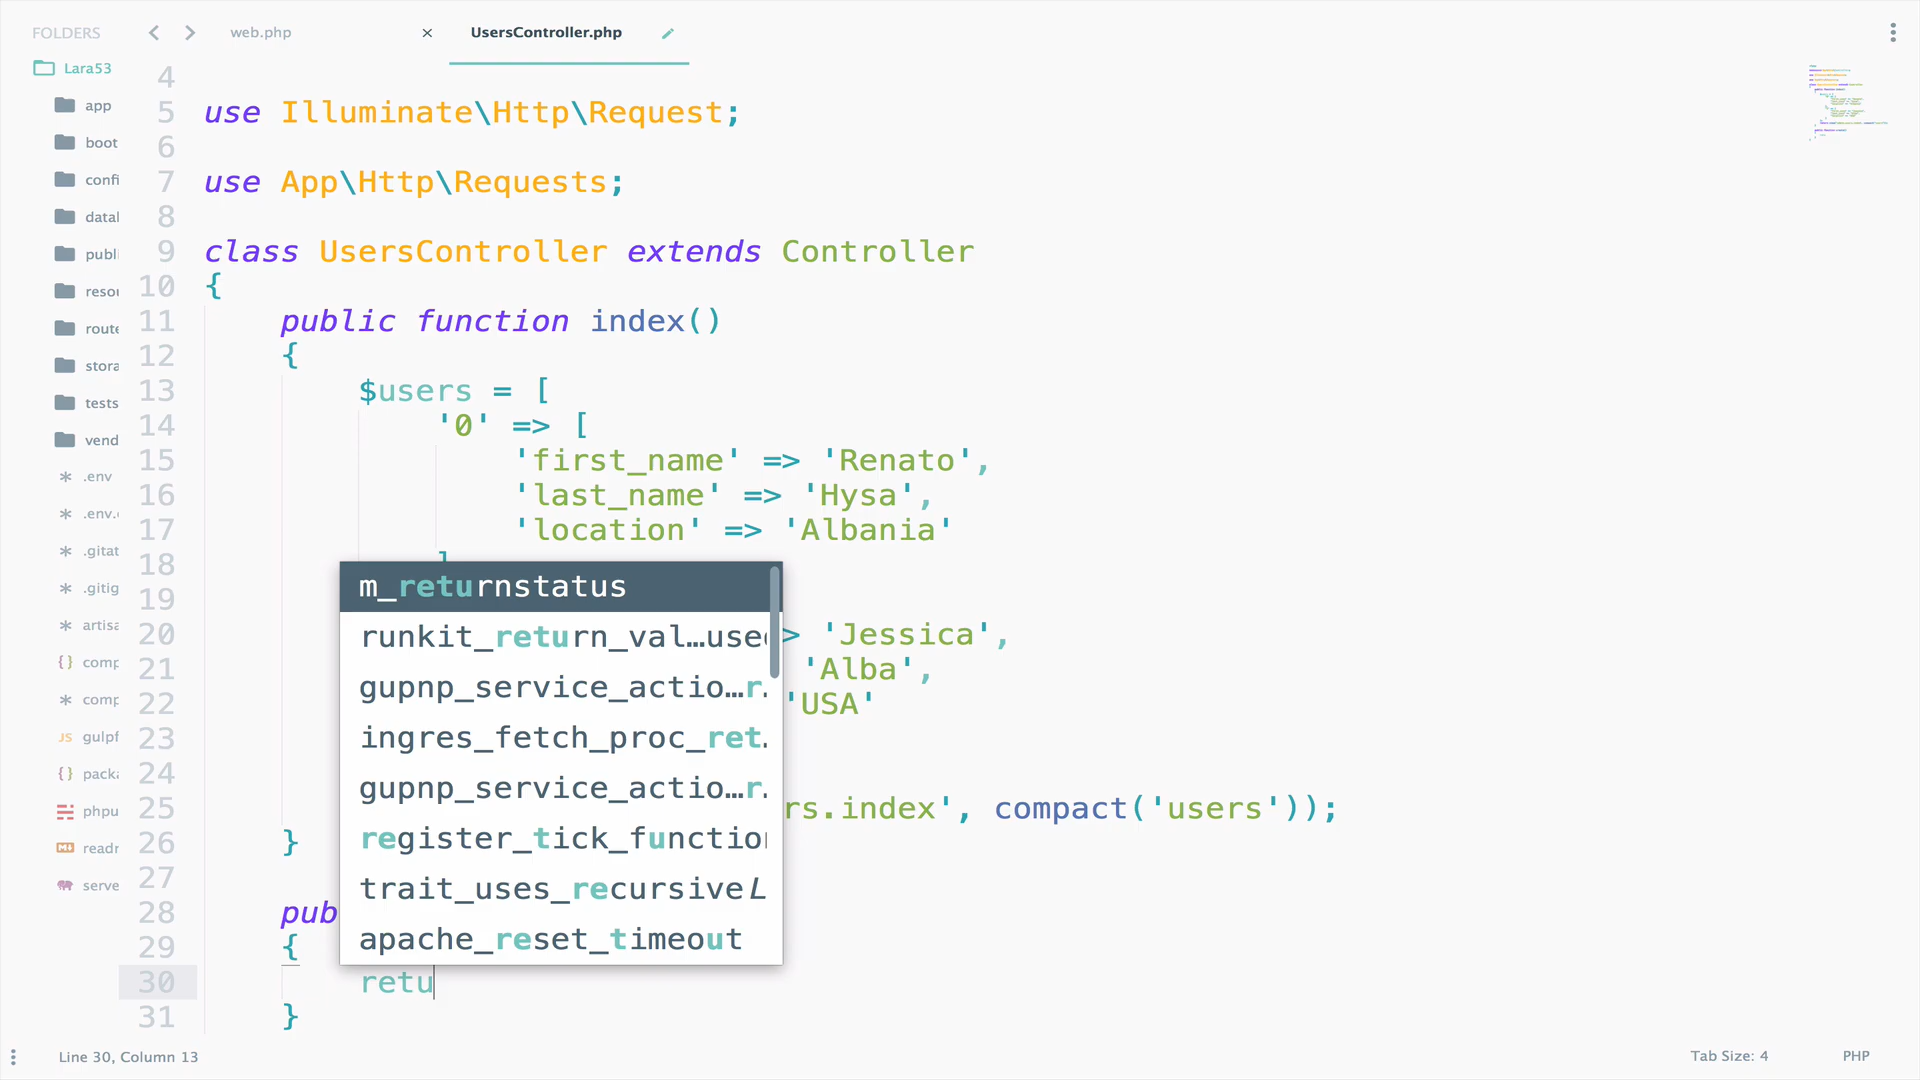 FOLDERS
web.php
UsersController.php
Lara53
app
boot
confi
datal
publi
resou
route
stora
tests
vend
.env
.env.
.gitat
.gitig
artisa
comp
comp
gulpf
packa
phpu
readr
serve
4
5 use Illuminate\Http\Request;
6
7 use App\Http\Requests;
8
9 class UsersController extends Controller
10 {
11 public function index()
12 {
13 $users = [
14 '0' => [
15 'first_name' => 'Renato',
16 'last_name' => 'Hysa',
17 'location' => 'Albania'
18
19
20 > 'Jessica',
21 'Alba',
22 'USA'
23
24
25 rs.index', compact('users'));
26 }
27
28 pub
29 {
30 retu
31 }
m_returnstatus
runkit_return_val…used
gupnp_service_actio…r.
ingres_fetch_proc_ret.
gupnp_service_actio…r.
register_tick_function
trait_uses_recursive L
apache_reset_timeout
Line 30, Column 13
Tab Size: 4
PHP